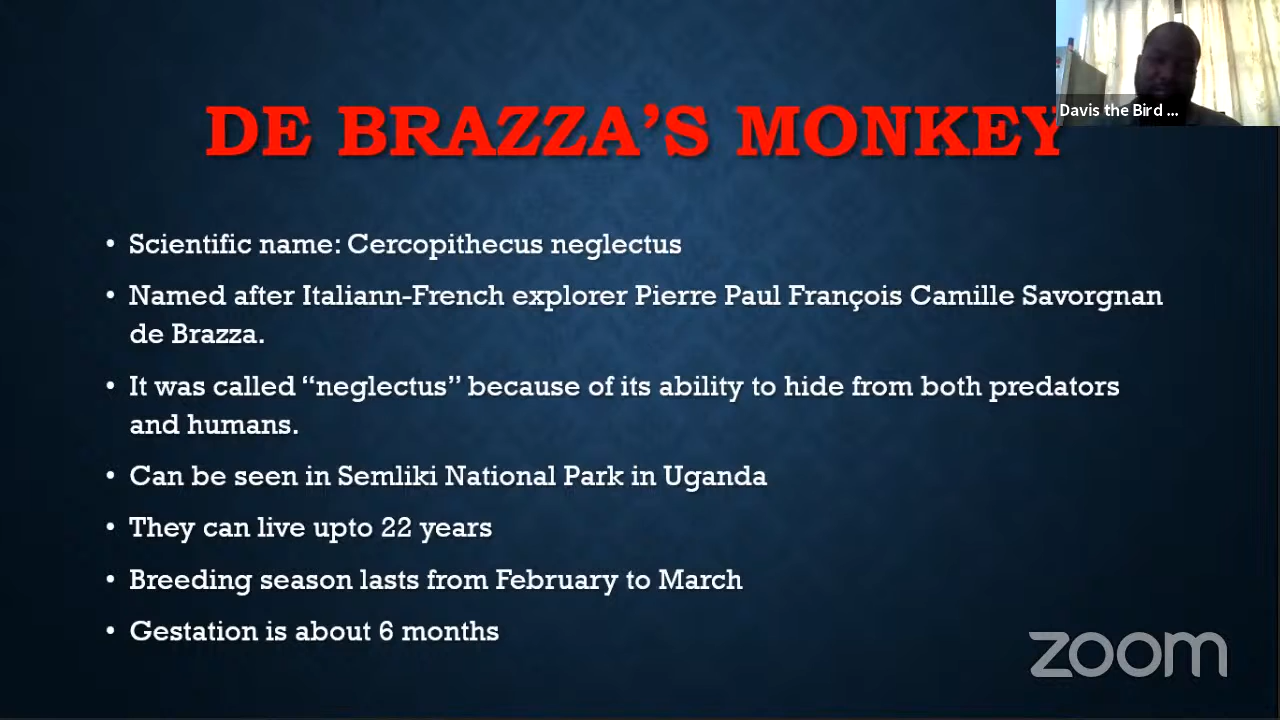 DE BRAZZA’S MONKEY
Davis the Bird ...
• Scientific name: Cercopithecus neglectus
• Named after Italiann-French explorer Pierre Paul François Camille Savorgnan
de Brazza.
• It was called “neglectus” because of its ability to hide from both predators
and humans.
• Can be seen in Semliki National Park in Uganda
• They can live upto 22 years
• Breeding season lasts from February to March
• Gestation is about 6 months
zoom